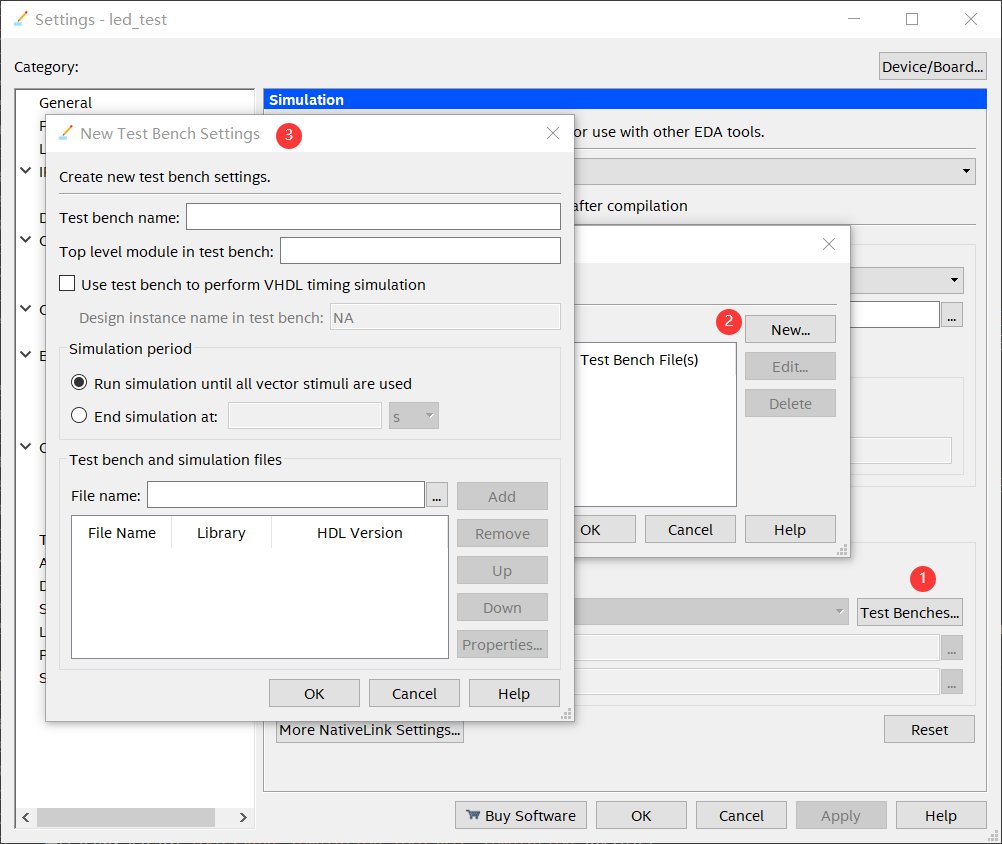 Settings - led_test
Category:
Device/Board...
General
Simulation
New Test Bench Settings
3
or use with other EDA tools.
Create new test bench settings.
after compilation
Test bench name:
Top level module in test bench:
Use test bench to perform VHDL timing simulation
Design instance name in test bench: NA
...
2
New...
Simulation period
Test Bench File(s)
Edit...
Run simulation until all vector stimuli are used
Delete
End simulation at:
s
Test bench and simulation files
File name:
...
Add
File Name Library HDL Version
Remove
OK
Cancel
Help
Up
1
Down
Test Benches...
Properties...
...
...
OK
Cancel
Help
More NativeLink Settings...
Reset
Buy Software
OK
Cancel
Apply
Help